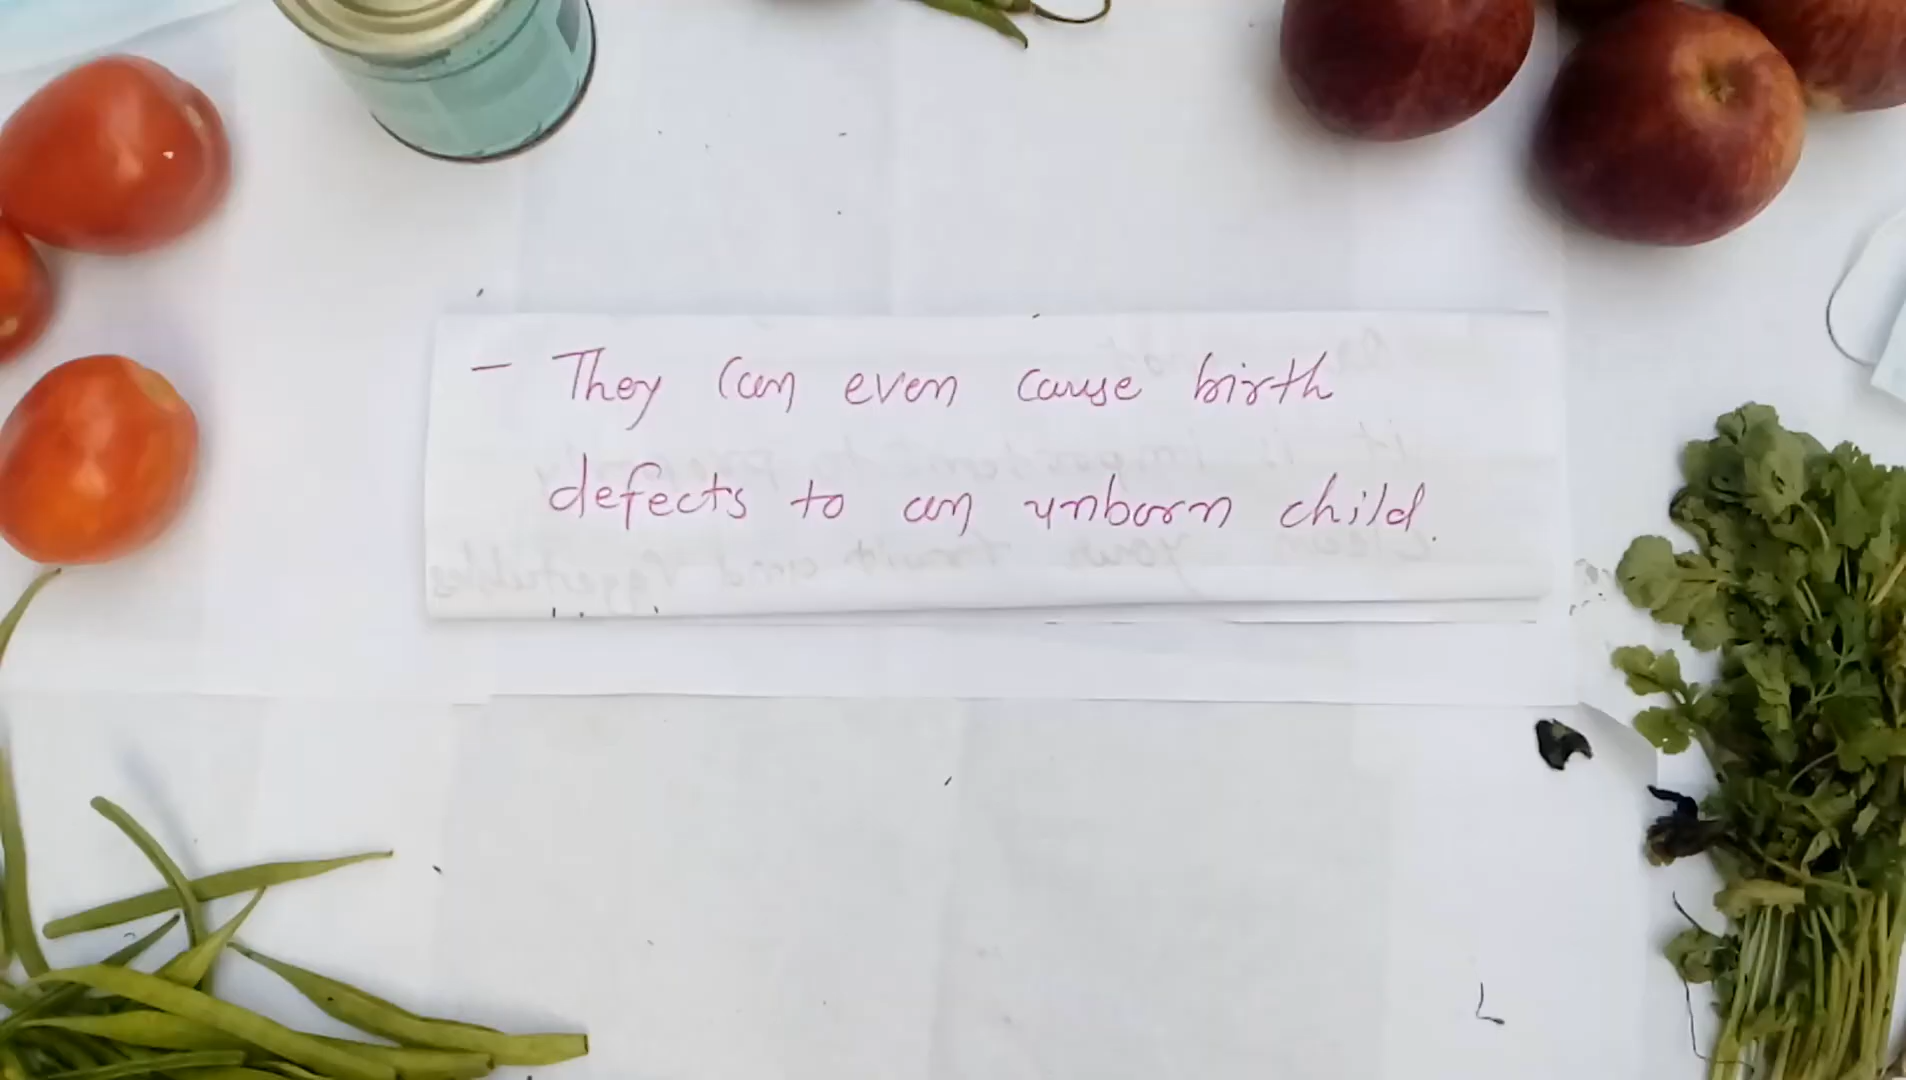 - They can even cause birth
defects to an unborn child.